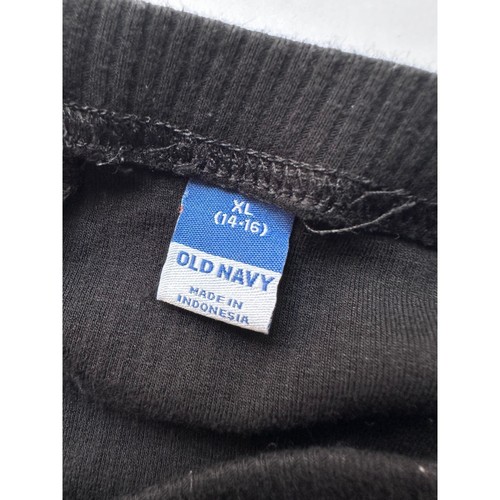 XL
(14-16)
OLD NAVY
MADE IN
INDONESIA